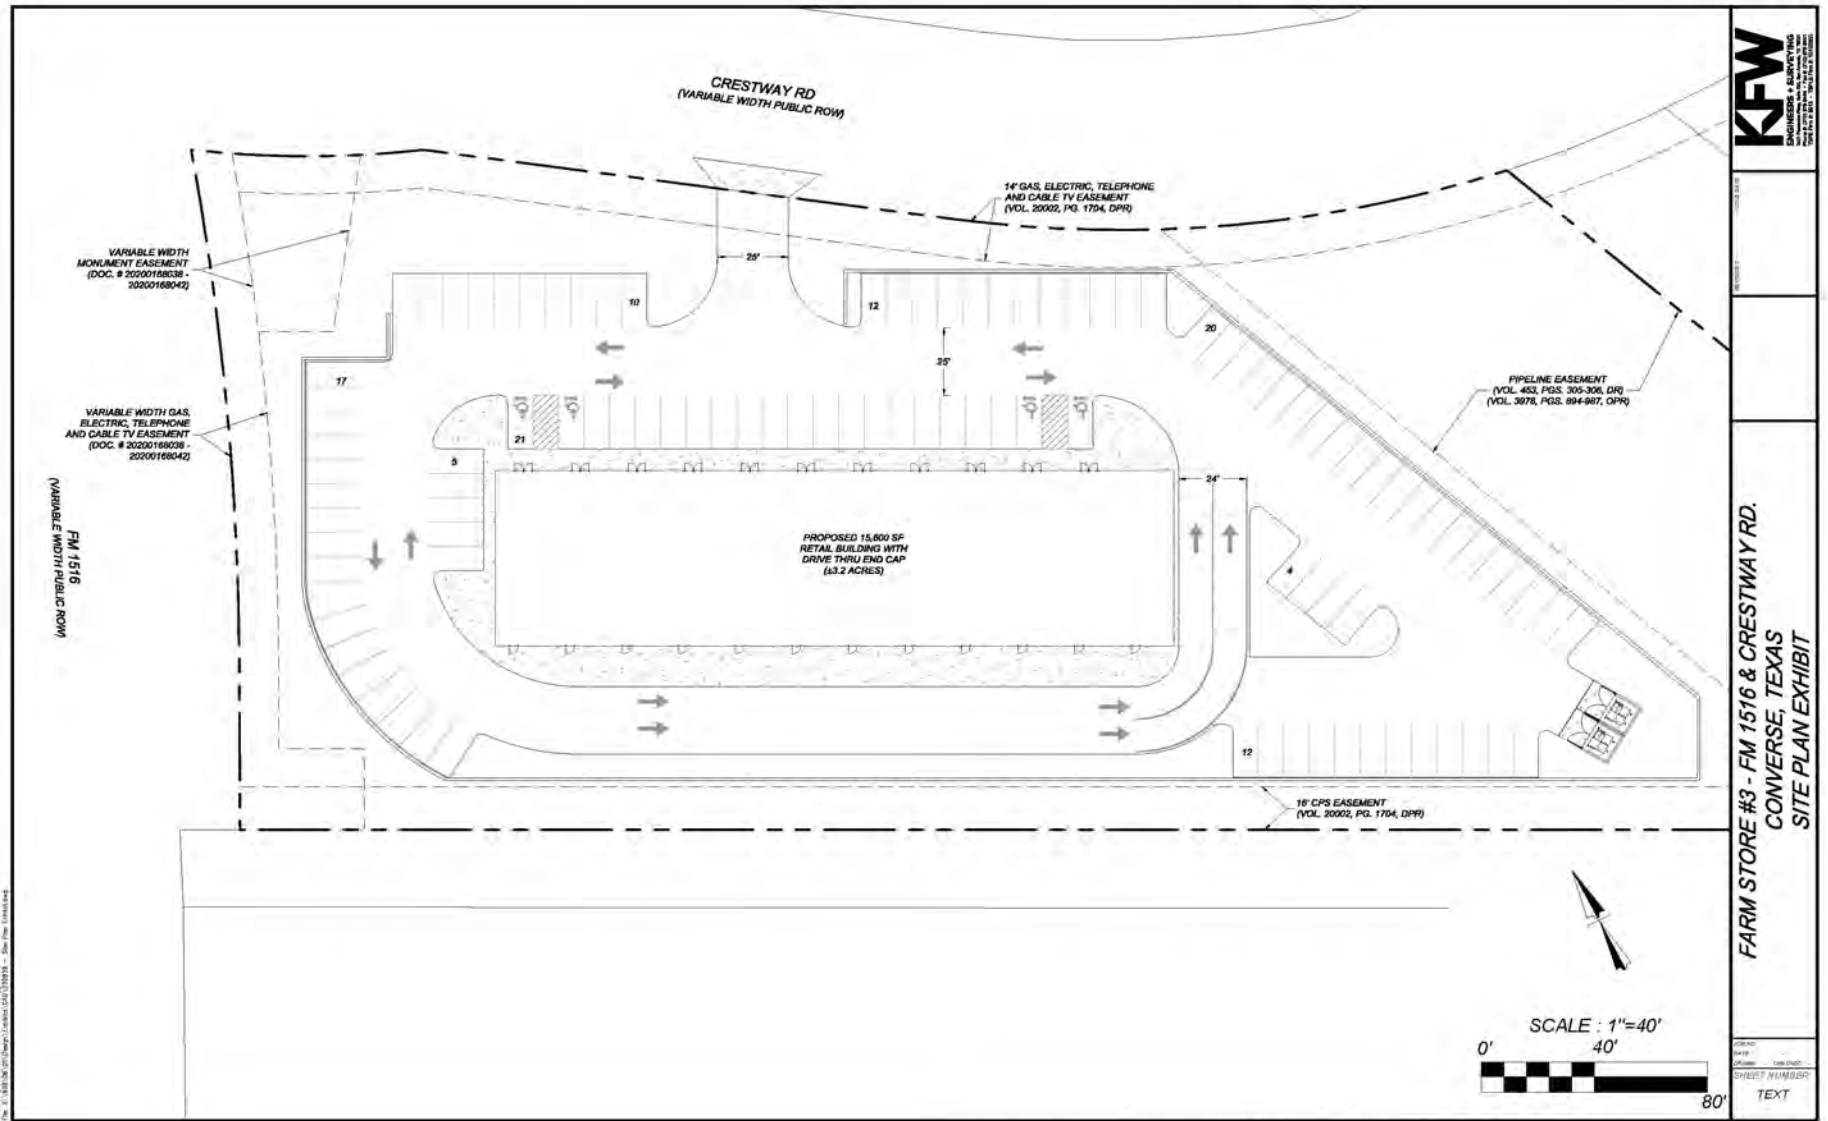 CRESTWAY RD
(VARIABLE WIDTH PUBLIC ROW)
14' GAS, ELECTRIC, TELEPHONE
AND CABLE TV EASEMENT
(VOL. 20002, PG. 1704, DPR)
VARIABLE WIDTH
MONUMENT EASEMENT
(DOC. # 20200168038 -
20200168042)
25'
10
12
20
17
25'
PIPELINE EASEMENT
(VOL. 453, PGS. 305-306, DR)
(VOL. 3978, PGS. 894-987, OPR)
VARIABLE WIDTH GAS,
ELECTRIC, TELEPHONE
AND CABLE TV EASEMENT
(DOC. # 20200168038 -
20200168042)
21
5
24'
FM 1516
(VARIABLE WIDTH PUBLIC ROW)
PROPOSED 15,600 SF
RETAIL BUILDING WITH
DRIVE THRU END CAP
(±3.2 ACRES)
4
12
16' CPS EASEMENT
(VOL. 20002, PG. 1704, DPR)
SCALE : 1"=40'
0'
40'
80'
KFW
ENGINEERS + SURVEYING
FARM STORE #3 - FM 1516 & CRESTWAY RD.
CONVERSE, TEXAS
SITE PLAN EXHIBIT
SHEET NUMBER
TEXT